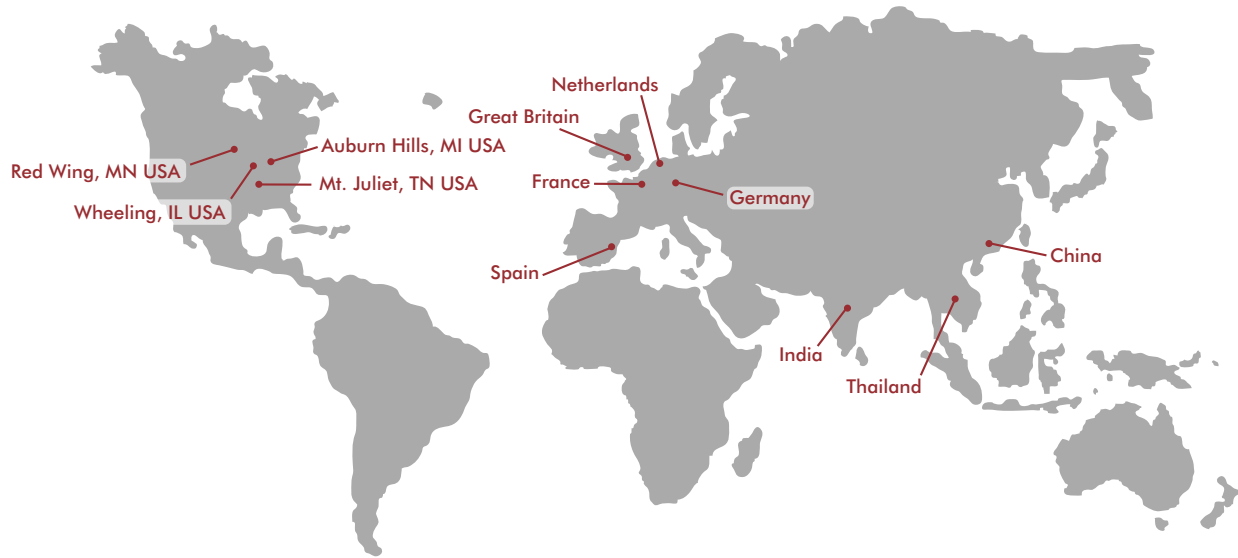 Netherlands
Great Britain
Auburn Hills, MI USA
Red Wing, MN USA
Mt. Juliet, TN USA
France
Germany
Wheeling, IL USA
China
Spain
India
Thailand